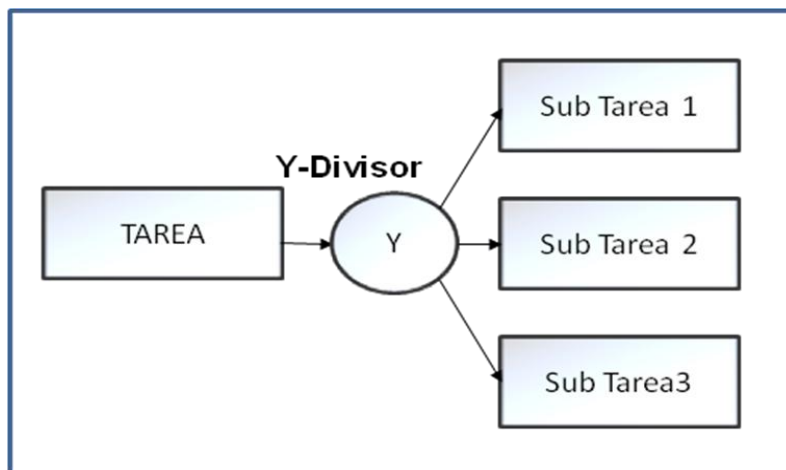 Y-Divisor
TAREA
Y
Sub Tarea 1
Sub Tarea 2
Sub Tarea3